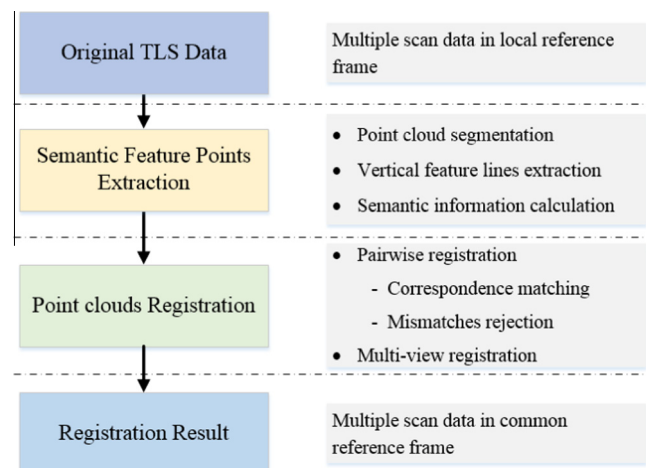 Original TLS Data
Multiple scan data in local reference
frame
Semantic Feature Points
Extraction
• Point cloud segmentation
• Vertical feature lines extraction
• Semantic information calculation
Point clouds Registration
• Pairwise registration
- Correspondence matching
- Mismatches rejection
• Multi-view registration
Registration Result
Multiple scan data in common
reference frame